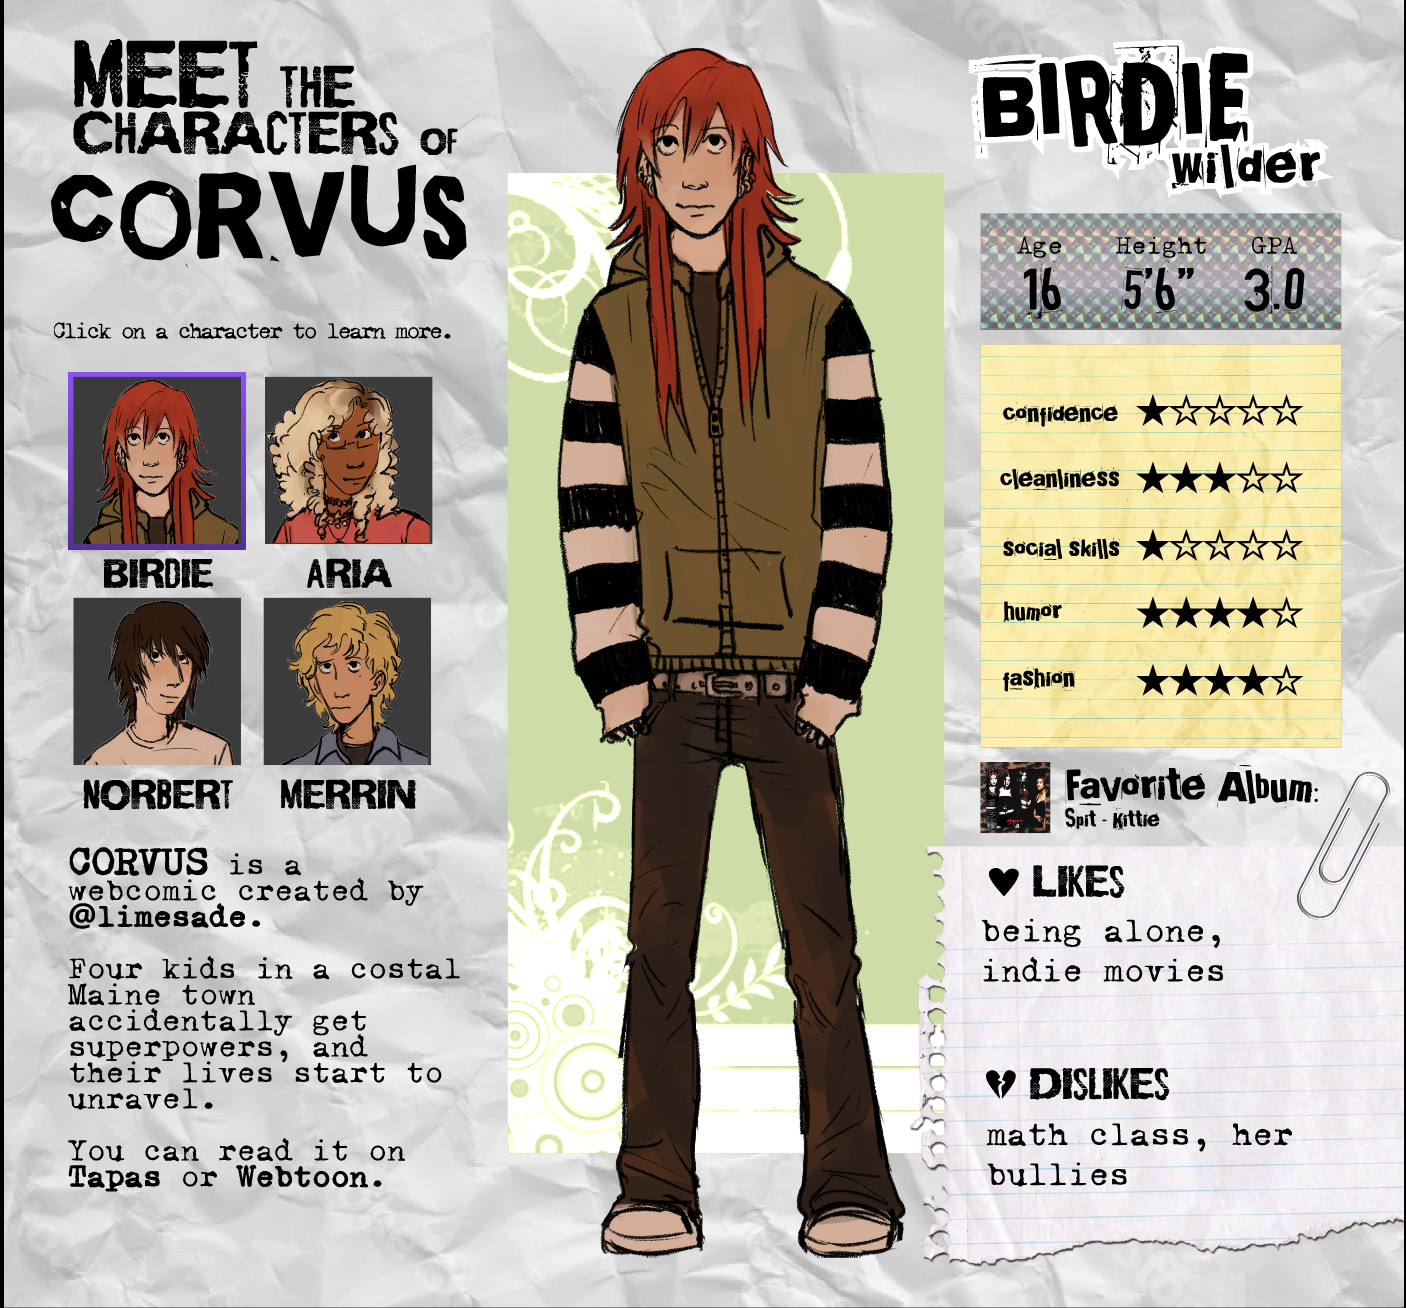 MEET THE
CHARACTERS OF
CORVUS
Click on a character to learn more.
BIRDIE
ARIA
NORBERT
MERRIN
CORVUS is a
webcomic created by
@limesade.
Four kids in a costal
Maine town
accidentally get
superpowers, and
their lives start to
unravel.
You can read it on
Tapas or Webtoon.
BIRDIE
Wilder
Age Height GPA
16 5'6" 3.0
confidence
cleanliness
social skills
humor
fashion
Favorite Album:
Spit - Kittie
LIKES
being alone,
indie movies
DISLIKES
math class, her
bullies